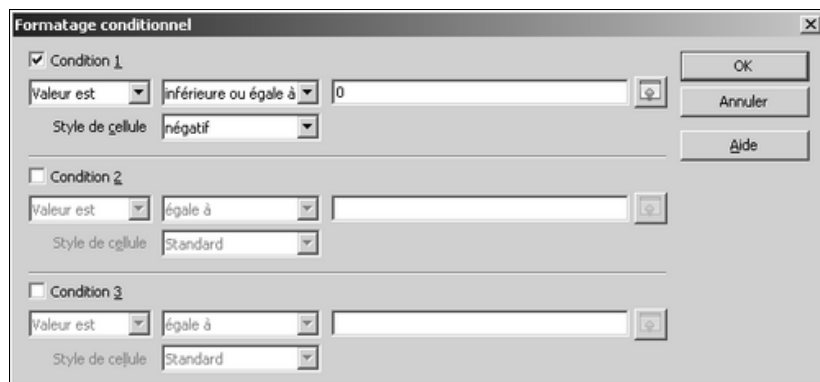 Formatage conditionnel
Condition 1
OK
Valeur est inférieure ou égale à 0
Annuler
Style de cellule négatif
Aide
Condition 2
Valeur est égale à
Style de cellule Standard
Condition 3
Valeur est égale à
Style de cellule Standard